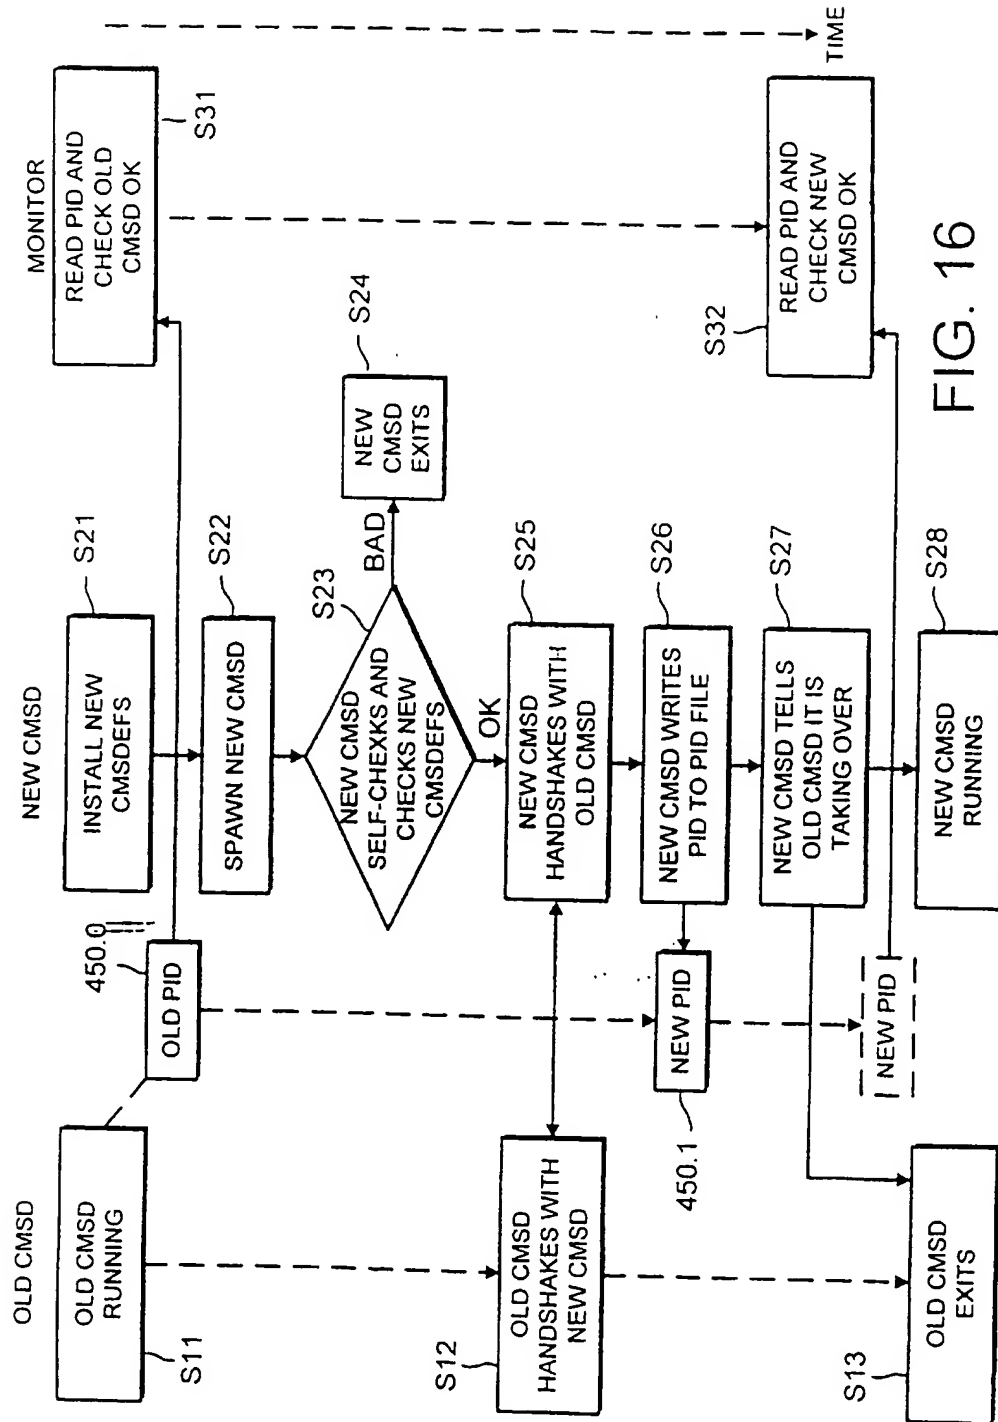 OLD CMSD
OLD CMSD
RUNNING
S11
OLD CMSD
HANDSHAKES WITH
NEW CMSD
S12
OLD CMSD
EXITS
S13
450.0
OLD PID
NEW PID
450.1
NEW PID
NEW CMSD
INSTALL NEW
CMSDEFS
S21
SPAWN NEW CMSD
S22
NEW CMSD
SELF-CHEXKS AND
CHECKS NEW
CMSDEFS
S23
BAD
NEW
CMSD
EXITS
S24
OK
NEW CMSD
HANDSHAKES WITH
OLD CMSD
S25
NEW CMSD WRITES
PID TO PID FILE
S26
NEW CMSD TELLS
OLD CMSD IT IS
TAKING OVER
S27
NEW CMSD
RUNNING
S28
MONITOR
READ PID AND
CHECK OLD
CMSD OK
S31
READ PID AND
CHECK NEW
CMSD OK
S32
TIME
FIG. 16